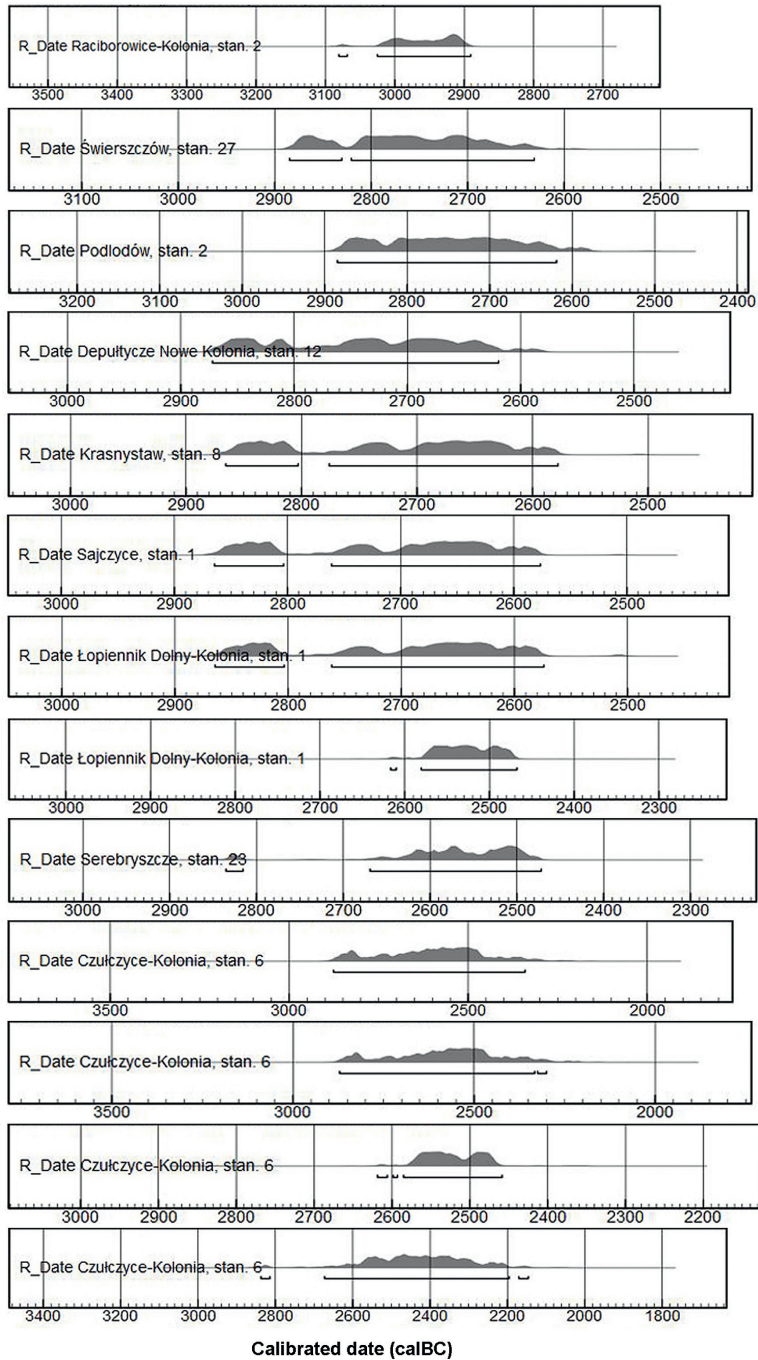 R_Date Raciborowice-Kolonia, stan. 2
3500 3400 3300 3200 3100 3000 2900 2800 2700
R_Date Świerszczów, stan. 27
3100 3000 2900 2800 2700 2600 2500
R_Date Podlodów, stan. 2
3200 3100 3000 2900 2800 2700 2600 2500 2400
R_Date Depułtycze Nowe Kolonia, stan. 12
3000 2900 2800 2700 2600 2500
R_Date Krasnystaw, stan. 8
3000 2900 2800 2700 2600 2500
R_Date Sajczyce, stan. 1
3000 2900 2800 2700 2600 2500
R_Date Łopiennik Dolny-Kolonia, stan. 1
3000 2900 2800 2700 2600 2500
R_Date Łopiennik Dolny-Kolonia, stan. 1
3000 2900 2800 2700 2600 2500 2400 2300
R_Date Serebryszcze, stan. 23
3000 2900 2800 2700 2600 2500 2400 2300
R_Date Czułczyce-Kolonia, stan. 6
3500 3000 2500 2000
R_Date Czułczyce-Kolonia, stan. 6
3500 3000 2500 2000
R_Date Czułczyce-Kolonia, stan. 6
3000 2900 2800 2700 2600 2500 2400 2300 2200
R_Date Czułczyce-Kolonia, stan. 6
3400 3200 3000 2800 2600 2400 2200 2000 1800
Calibrated date (calBC)